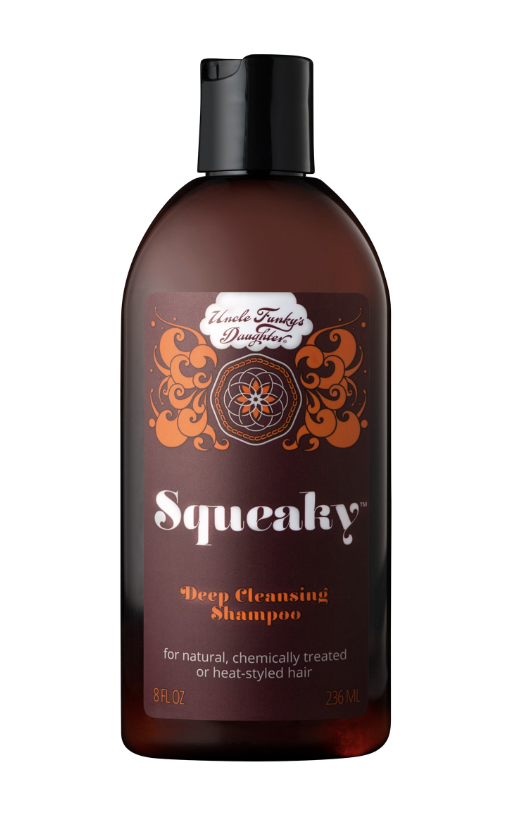 Uncle Funky's
Daughter
Squeaky™
Deep Cleansing
Shampoo
for natural, chemically treated
or heat-styled hair
8 FL OZ 236 ML